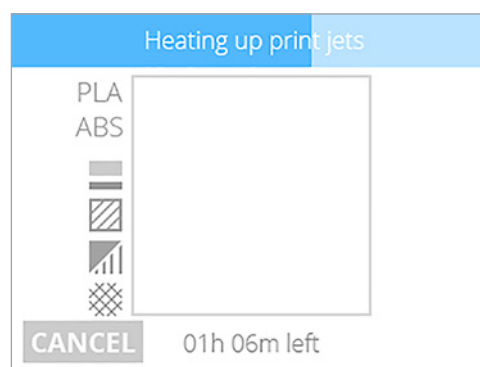 Heating up print jets
PLA
ABS
CANCEL
01h 06m left